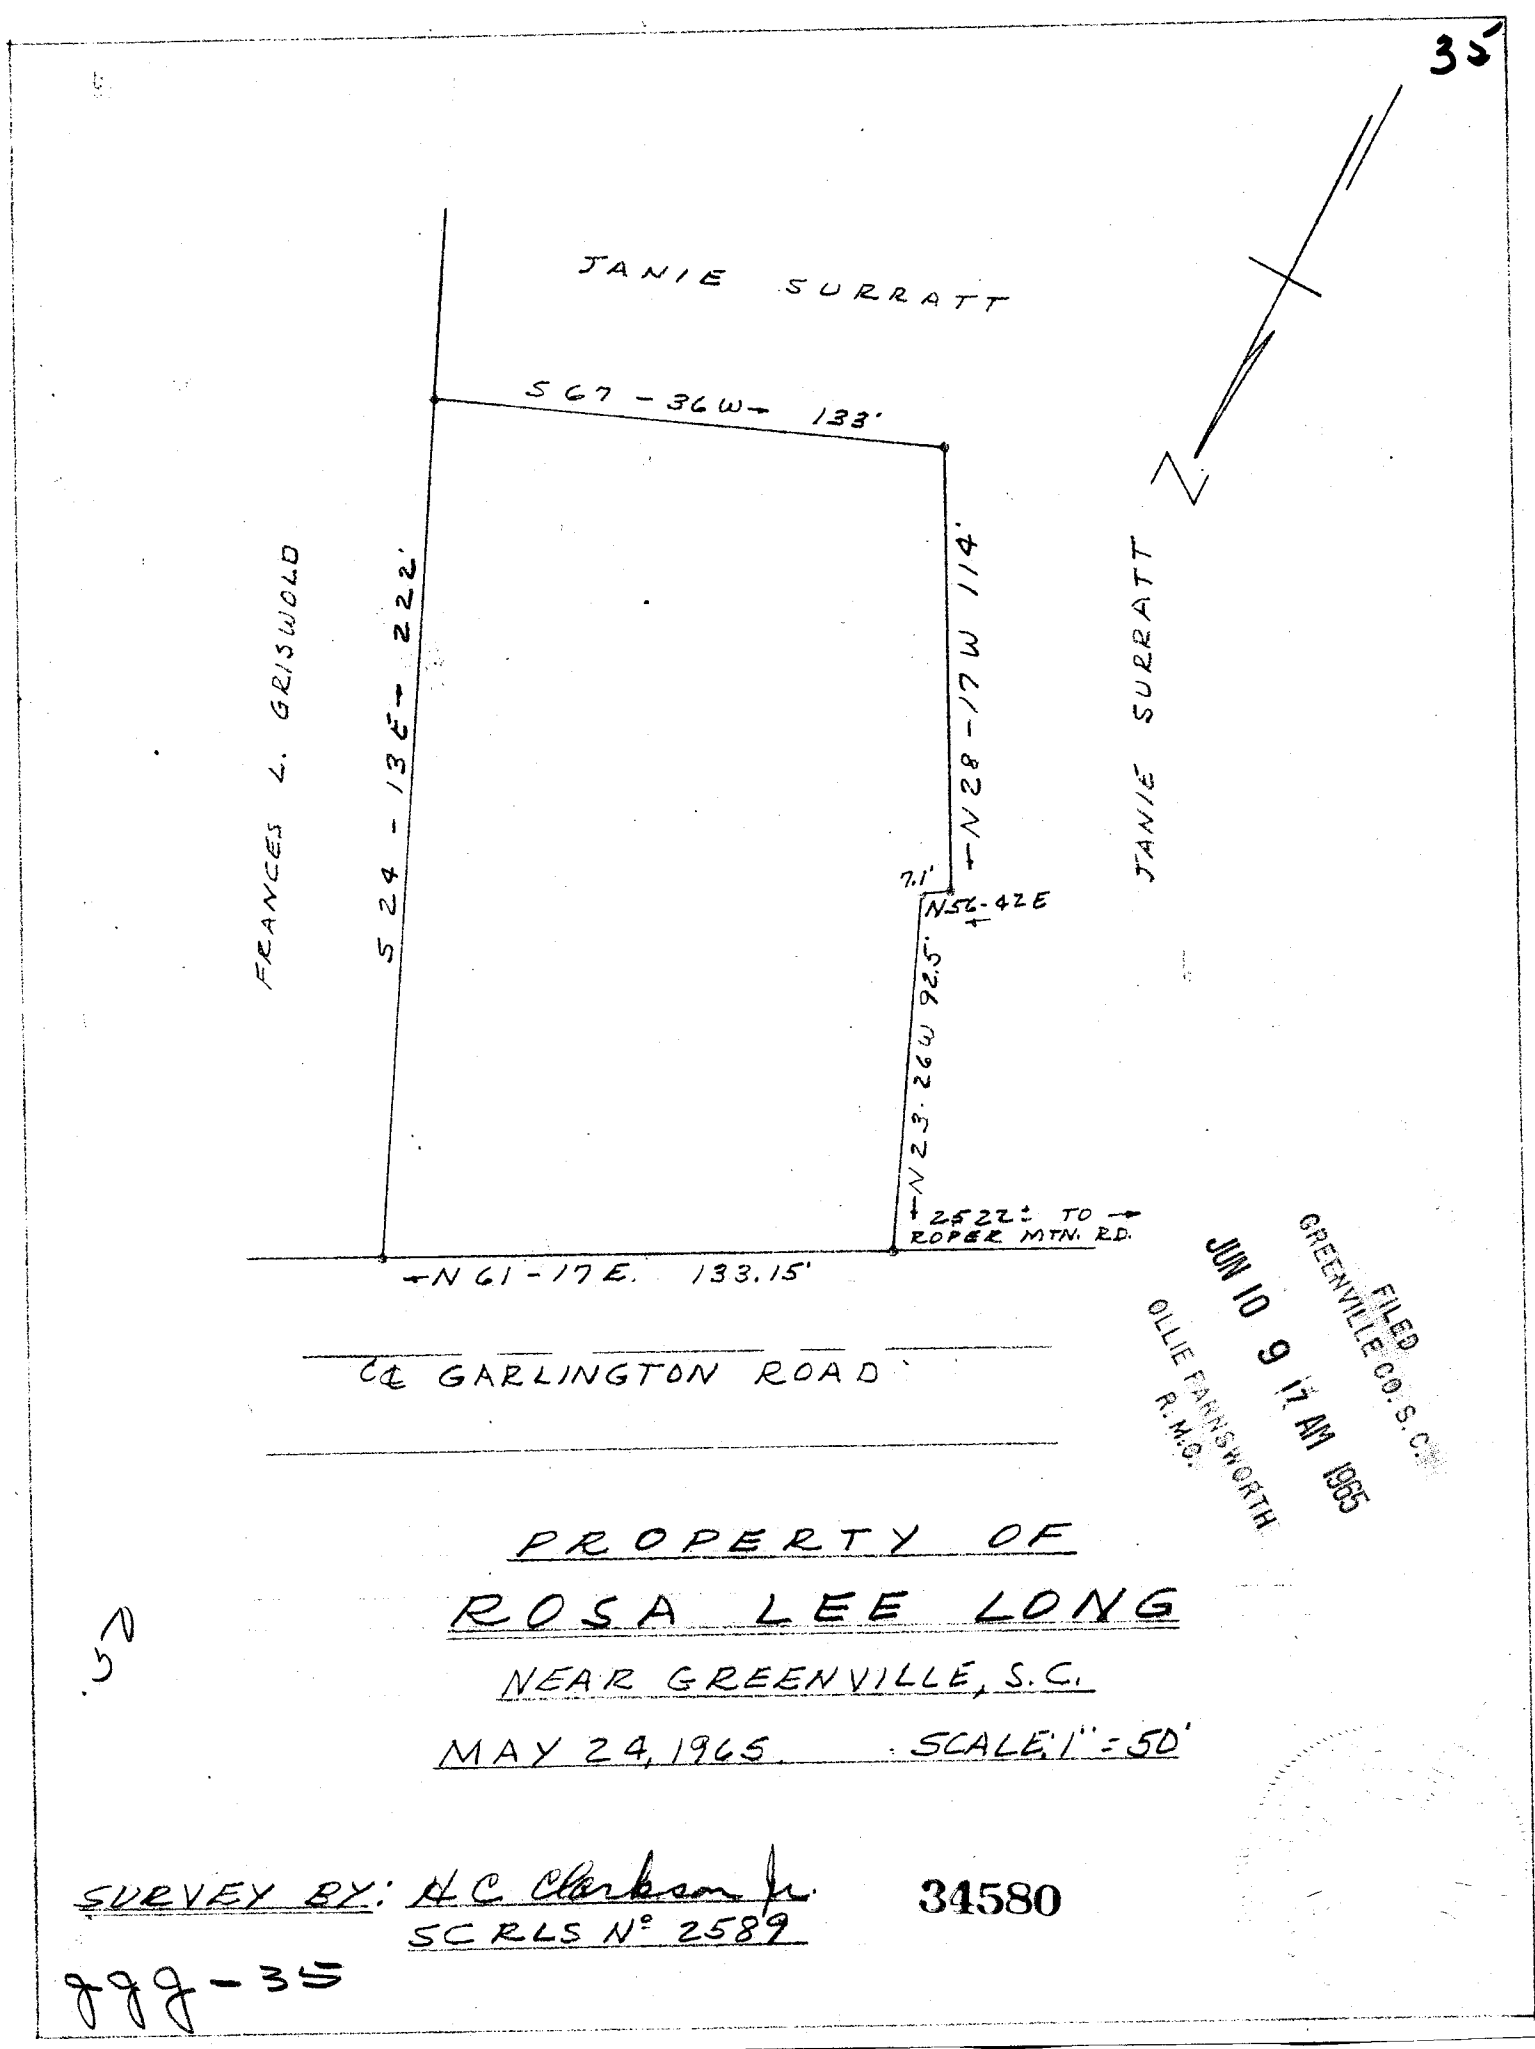 35
JANIE SURRATT
S 67 - 36 W - 133'
FRANCES L. GRISWOLD
S 24 - 13 E - 222'
N 28 - 17 W 114'
JANIE SURRATT
N
7.1'
N 56 - 42 E
N 23 - 26 W 92.5'
2522 ± TO
ROPER MTN. RD.
N 61 - 17 E. 133.15'
GARLINGTON ROAD
FILED
GREENVILLE CO. S. C.
JUN 10 9 17 AM 1965
OLLIE FARNSWORTH
R. M. C.
PROPERTY OF
ROSA LEE LONG
NEAR GREENVILLE, S.C.
MAY 24, 1965. SCALE: 1" = 50'
SURVEY BY: H C Clarkson Jr.
SC RLS Nº 2589
34580
ggg - 35